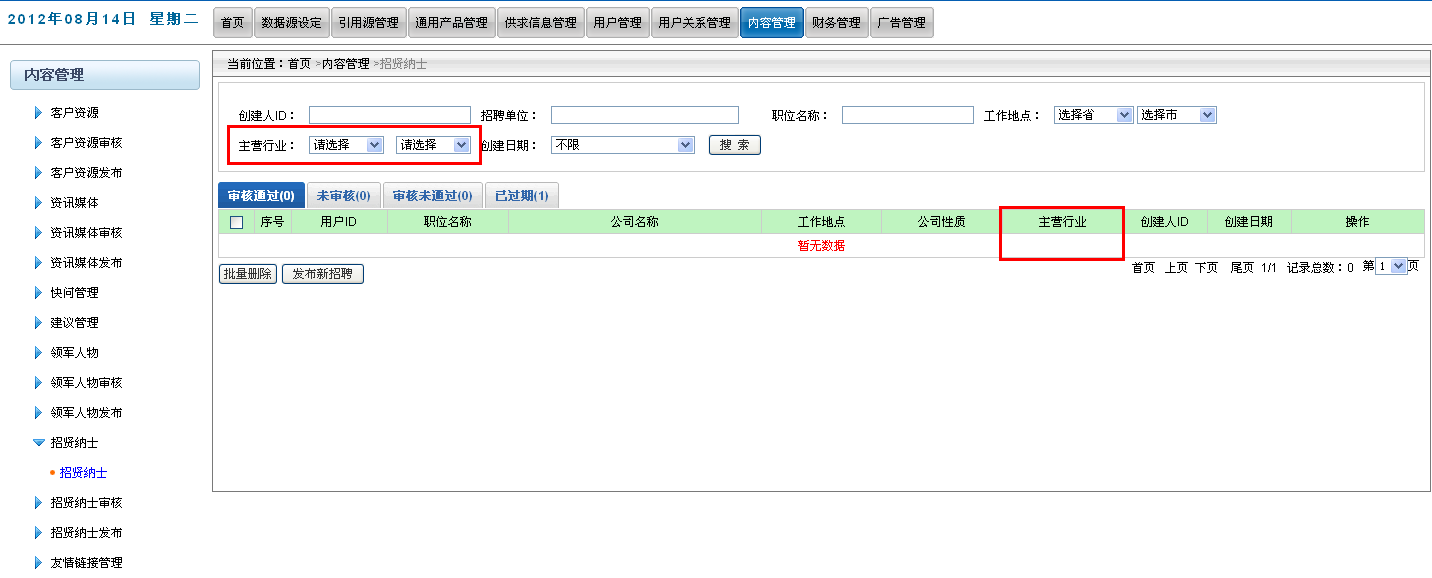 2012年08月14日 星期二
首页 数据源设定 引用源管理 通用产品管理 供求信息管理 用户管理 用户关系管理 内容管理 财务管理 广告管理
内容管理
客户资源
客户资源审核
客户资源发布
资讯媒体
资讯媒体审核
资讯媒体发布
快问管理
建议管理
领军人物
领军人物审核
领军人物发布
招贤纳士
招贤纳士
招贤纳士审核
招贤纳士发布
友情链接管理
当前位置：首页 >内容管理 >招贤纳士
创建人ID： 招聘单位： 职位名称： 工作地点： 选择省 选择市
主营行业： 请选择 请选择 创建日期： 不限 搜 索
审核通过(0) 未审核(0) 审核未通过(0) 已过期(1)
序号 用户ID 职位名称 公司名称 工作地点 公司性质 主营行业 创建人ID 创建日期 操作
暂无数据
批量删除 发布新招聘 首页 上页 下页 尾页 1/1 记录总数：0 第 1 页